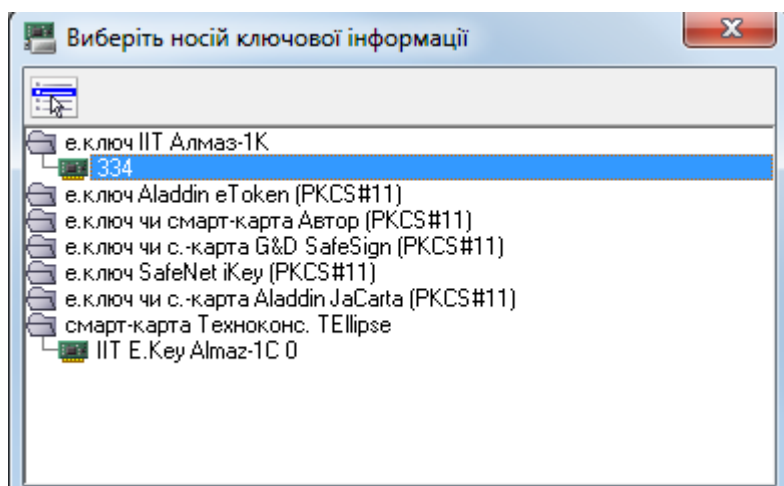 Виберіть носій ключової інформації
е.ключ ІІТ Алмаз-1К
334
е.ключ Aladdin eToken (PKCS#11)
е.ключ чи смарт-карта Автор (PKCS#11)
е.ключ чи с.-карта G&D SafeSign (PKCS#11)
е.ключ SafeNet iKey (PKCS#11)
е.ключ чи с.-карта Aladdin JaCarta (PKCS#11)
смарт-карта Техноконс. TEllipse
IIT E.Key Almaz-1C 0